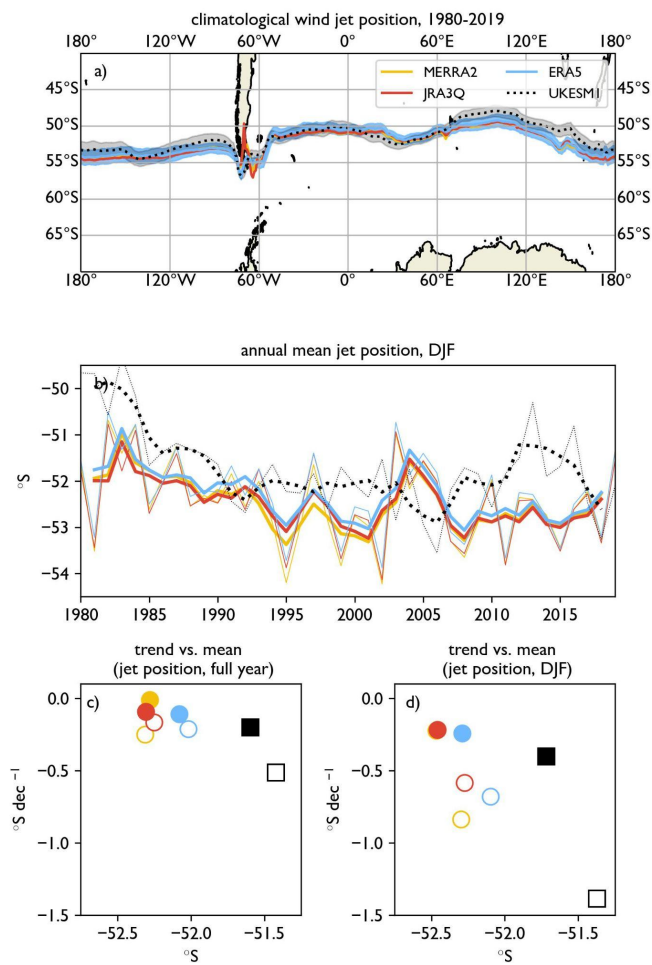 climatological wind jet position, 1980-2019
180° 120°W 60°W 0° 60°E 120°E 180°
a)
MERRA2 ERA5
JRA3Q UKESM1
45°S 45°S
50°S 50°S
55°S 55°S
60°S 60°S
65°S 65°S
180° 120°W 60°W 0° 60°E 120°E 180°
annual mean jet position, DJF
b)
°S
−50
−51
−52
−53
−54
1980 1985 1990 1995 2000 2005 2010 2015
trend vs. mean trend vs. mean
(jet position, full year) (jet position, DJF)
c) d)
0.0 0.0
−0.5 −0.5
−1.0 −1.0
−1.5 −1.5
°S dec −1 °S dec −1
−52.5 −52.0 −51.5 −52.5 −52.0 −51.5
°S °S